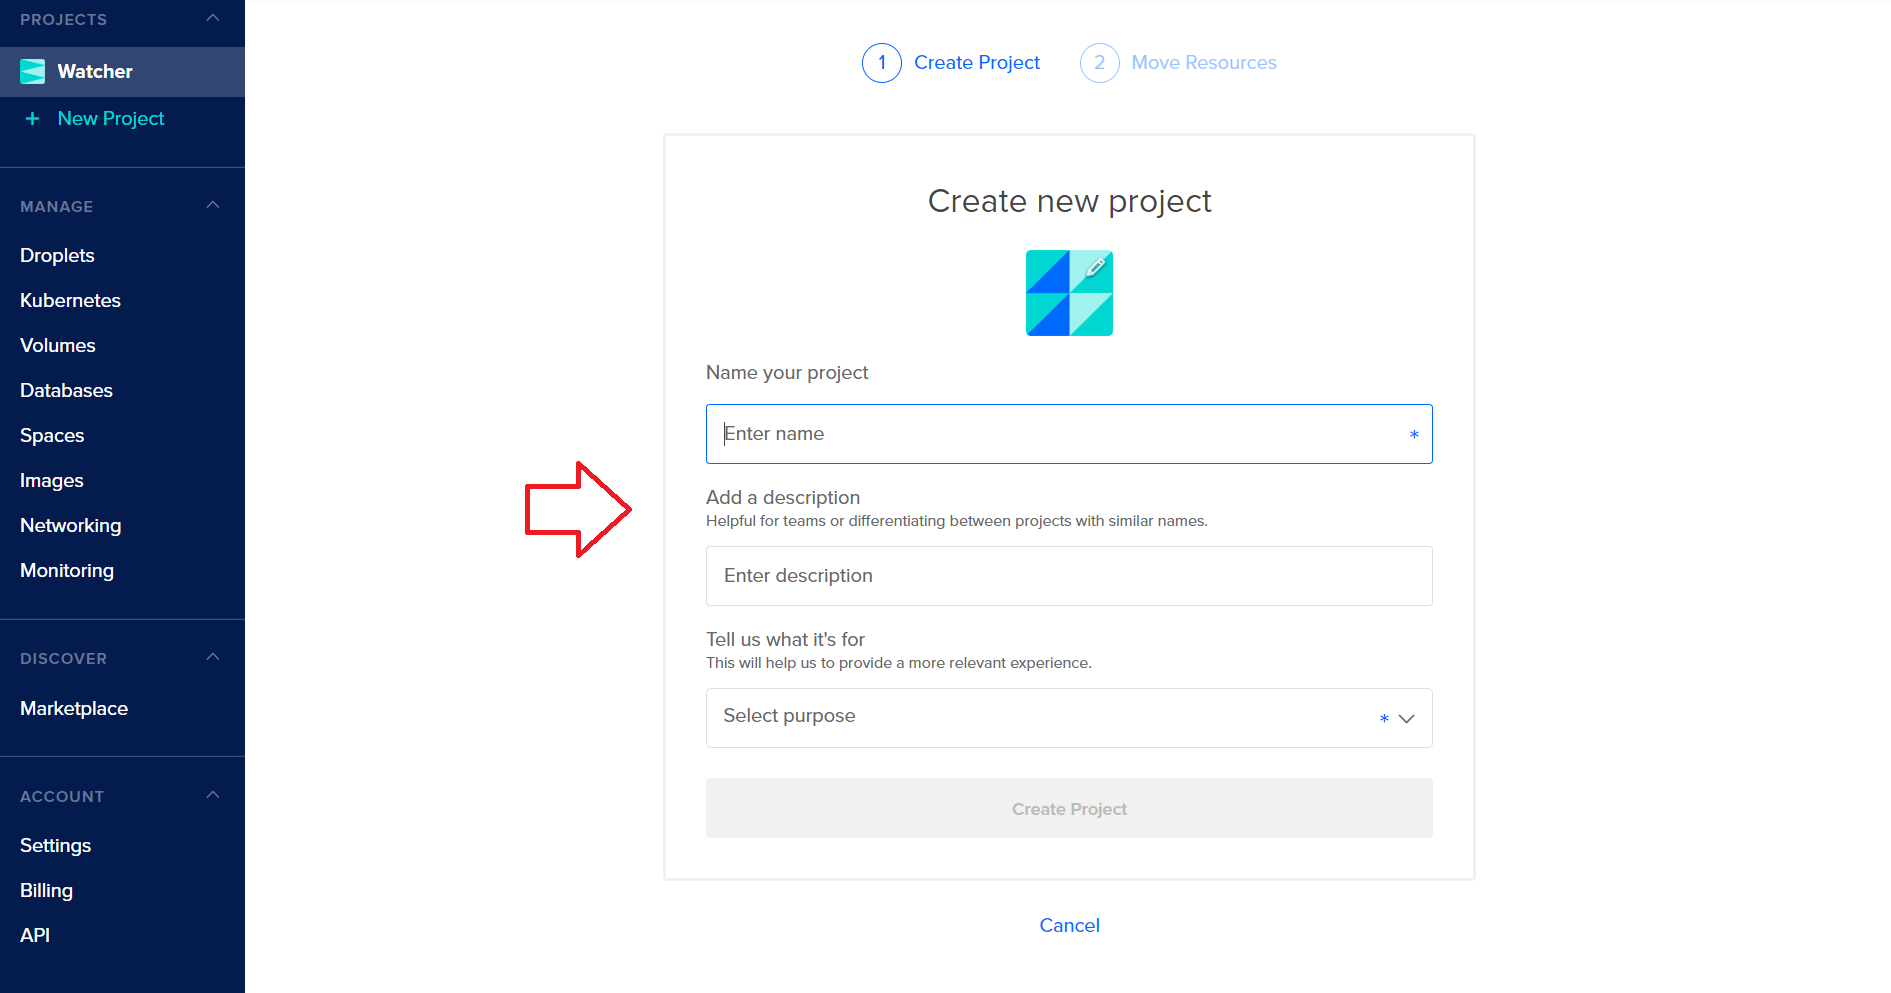 PROJECTS
Watcher
+ New Project
MANAGE
Droplets
Kubernetes
Volumes
Databases
Spaces
Images
Networking
Monitoring
DISCOVER
Marketplace
ACCOUNT
Settings
Billing
API
1 Create Project 2 Move Resources
Create new project
Name your project
Enter name *
Add a description
Helpful for teams or differentiating between projects with similar names.
Enter description
Tell us what it's for
This will help us to provide a more relevant experience.
Select purpose *
Create Project
Cancel